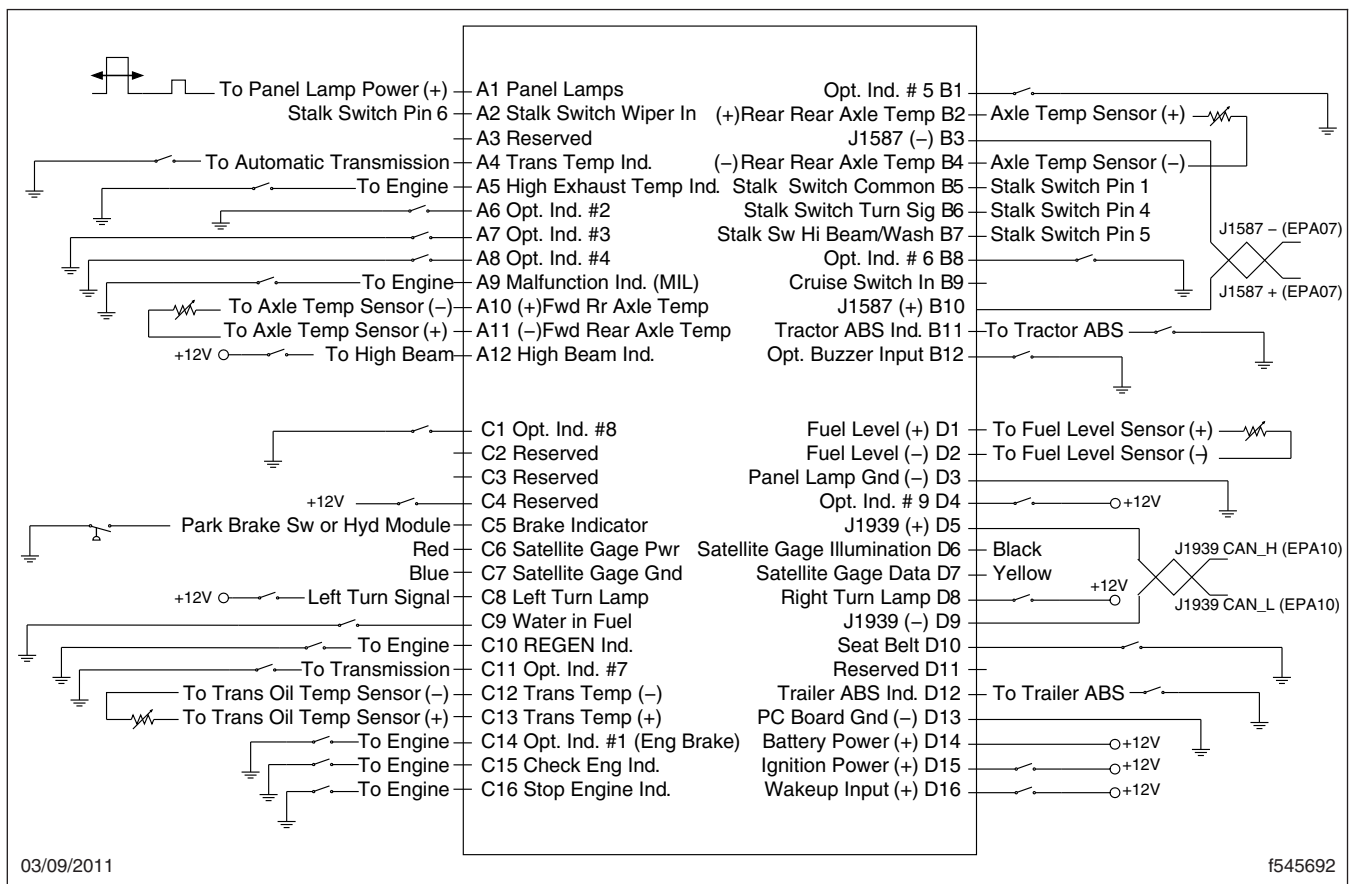 To Panel Lamp Power (+) A1 Panel Lamps
Stalk Switch Pin 6 A2 Stalk Switch Wiper In
A3 Reserved
To Automatic Transmission A4 Trans Temp Ind.
To Engine A5 High Exhaust Temp Ind.
A6 Opt. Ind. #2
A7 Opt. Ind. #3
A8 Opt. Ind. #4
To Engine A9 Malfunction Ind. (MIL)
To Axle Temp Sensor (−) A10 (+)Fwd Rr Axle Temp
To Axle Temp Sensor (+) A11 (−)Fwd Rear Axle Temp
+12V To High Beam A12 High Beam Ind.
Opt. Ind. # 5 B1
(+)Rear Rear Axle Temp B2 Axle Temp Sensor (+)
J1587 (−) B3
(−)Rear Rear Axle Temp B4 Axle Temp Sensor (−)
Stalk Switch Common B5 Stalk Switch Pin 1
Stalk Switch Turn Sig B6 Stalk Switch Pin 4
Stalk Sw Hi Beam/Wash B7 Stalk Switch Pin 5
J1587 − (EPA07)
Opt. Ind. # 6 B8
Cruise Switch In B9
J1587 + (EPA07)
J1587 (+) B10
Tractor ABS Ind. B11 To Tractor ABS
Opt. Buzzer Input B12
C1 Opt. Ind. #8
C2 Reserved
C3 Reserved
+12V C4 Reserved
Park Brake Sw or Hyd Module C5 Brake Indicator
Red C6 Satellite Gage Pwr
Blue C7 Satellite Gage Gnd
+12V Left Turn Signal C8 Left Turn Lamp
C9 Water in Fuel
To Engine C10 REGEN Ind.
To Transmission C11 Opt. Ind. #7
To Trans Oil Temp Sensor (−) C12 Trans Temp (−)
To Trans Oil Temp Sensor (+) C13 Trans Temp (+)
To Engine C14 Opt. Ind. #1 (Eng Brake)
To Engine C15 Check Eng Ind.
To Engine C16 Stop Engine Ind.
Fuel Level (+) D1 To Fuel Level Sensor (+)
Fuel Level (−) D2 To Fuel Level Sensor (−)
Panel Lamp Gnd (−) D3
Opt. Ind. # 9 D4 +12V
J1939 (+) D5
Satellite Gage Illumination D6 Black
J1939 CAN_H (EPA10)
Satellite Gage Data D7 Yellow
Right Turn Lamp D8 +12V
J1939 CAN_L (EPA10)
J1939 (−) D9
Seat Belt D10
Reserved D11
Trailer ABS Ind. D12 To Trailer ABS
PC Board Gnd (−) D13
Battery Power (+) D14 +12V
Ignition Power (+) D15 +12V
Wakeup Input (+) D16 +12V
03/09/2011
f545692